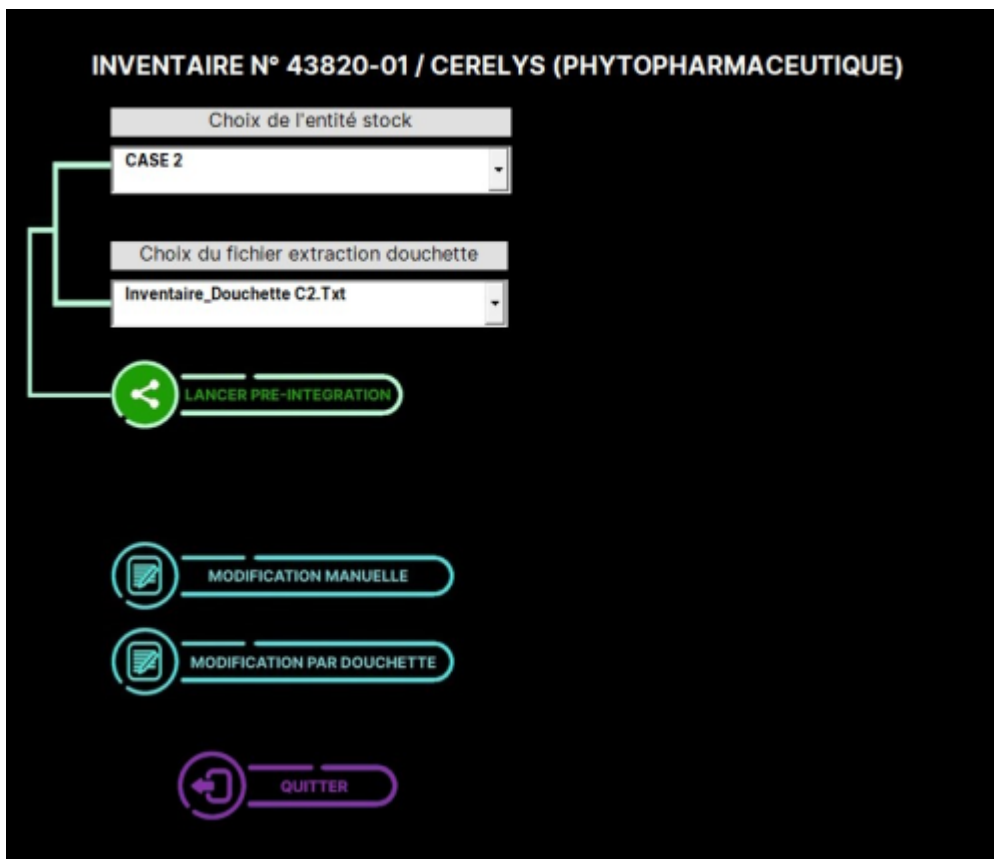 INVENTAIRE N° 43820-01 / CERELYS (PHYTOPHARMACEUTIQUE)
Choix de l'entité stock
CASE 2
Choix du fichier extraction douchette
Inventaire_Douchette C2.Txt
LANCER PRE-INTEGRATION
MODIFICATION MANUELLE
MODIFICATION PAR DOUCHETTE
QUITTER